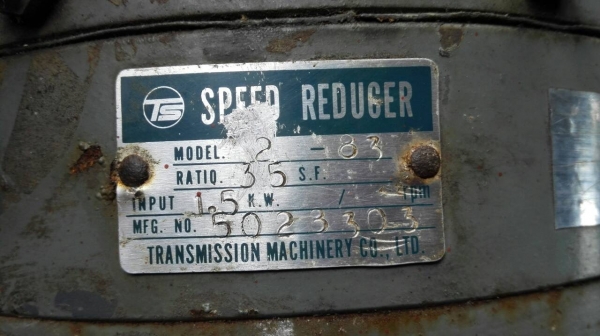 TS SPEED REDUCER
MODEL. 2-83
RATIO. 35 S.F.
INPUT 1.5 K.W. / rpm
MFG. NO. 5023303
TRANSMISSION MACHINERY CO., LTD.